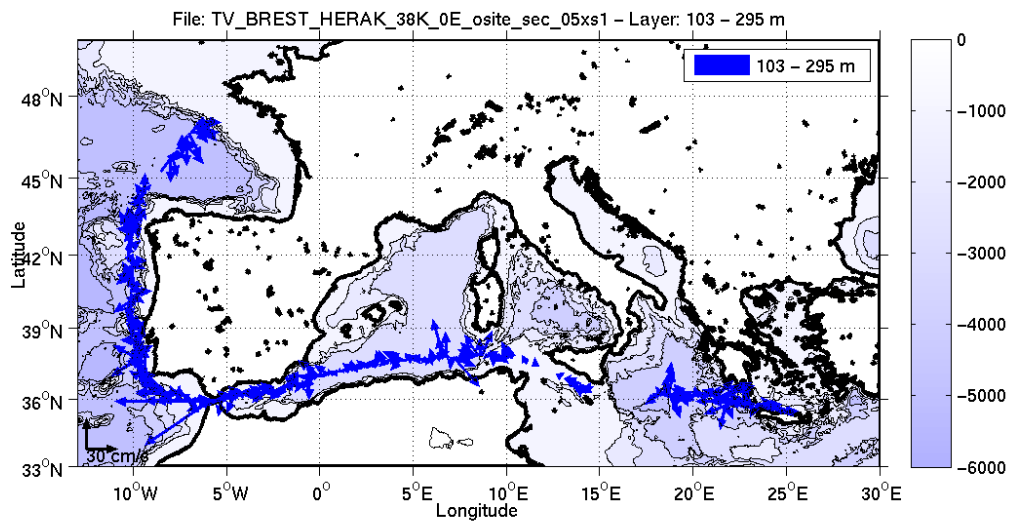 File: TV_BREST_HERAK_38K_0E_osite_sec_05xs1 – Layer: 103 – 295 m
103 – 295 m
48°N
45°N
42°N
39°N
36°N
33°N
Latitude
30 cm/s
10°W
5°W
0°
5°E
10°E
15°E
20°E
25°E
30°E
Longitude
0
−1000
−2000
−3000
−4000
−5000
−6000